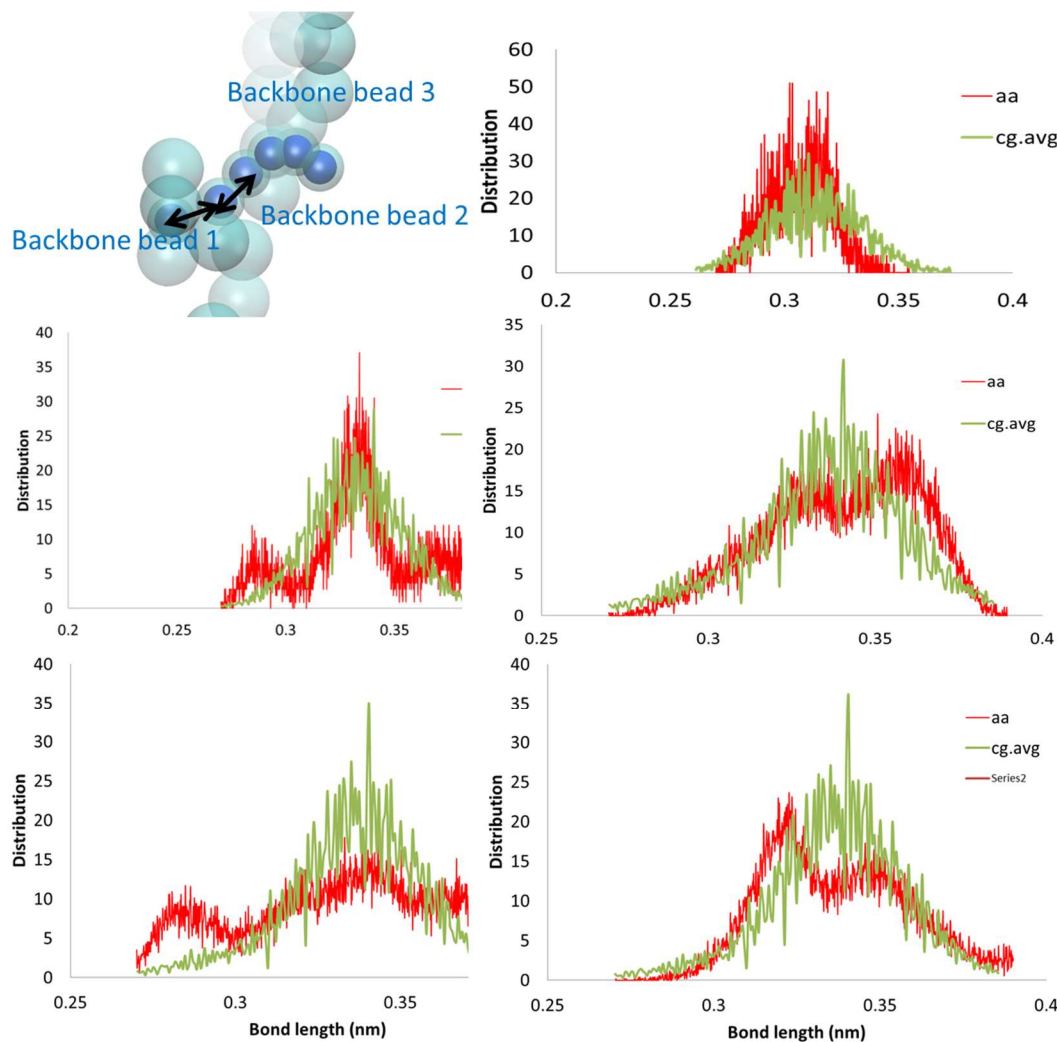 Backbone bead 3
Backbone bead 2
Backbone bead 1
60
50
40
30
20
10
0
Distribution
aa
cg.avg
0.2 0.25 0.3 0.35 0.4
40
35
30
25
20
15
10
5
0
Distribution
0.2 0.25 0.3 0.35
35
30
25
20
15
10
5
0
Distribution
aa
cg.avg
0.25 0.3 0.35 0.4
40
35
30
25
20
15
10
5
0
Distribution
0.25 0.3 0.35
Bond length (nm)
40
35
30
25
20
15
10
5
0
Distribution
aa
cg.avg
Series2
0.25 0.3 0.35 0.4
Bond length (nm)